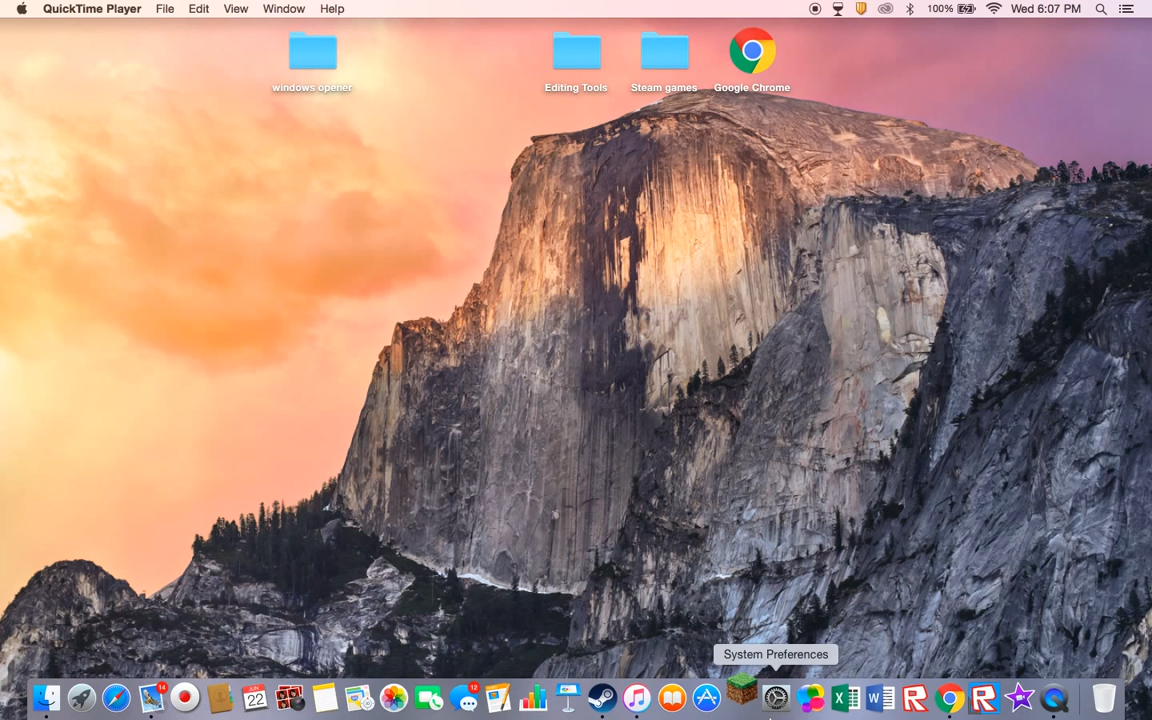 QuickTime Player File Edit View Window Help 100% Wed 6:07 PM
windows opener Editing Tools Steam games Google Chrome
System Preferences
14 JUN 22 12